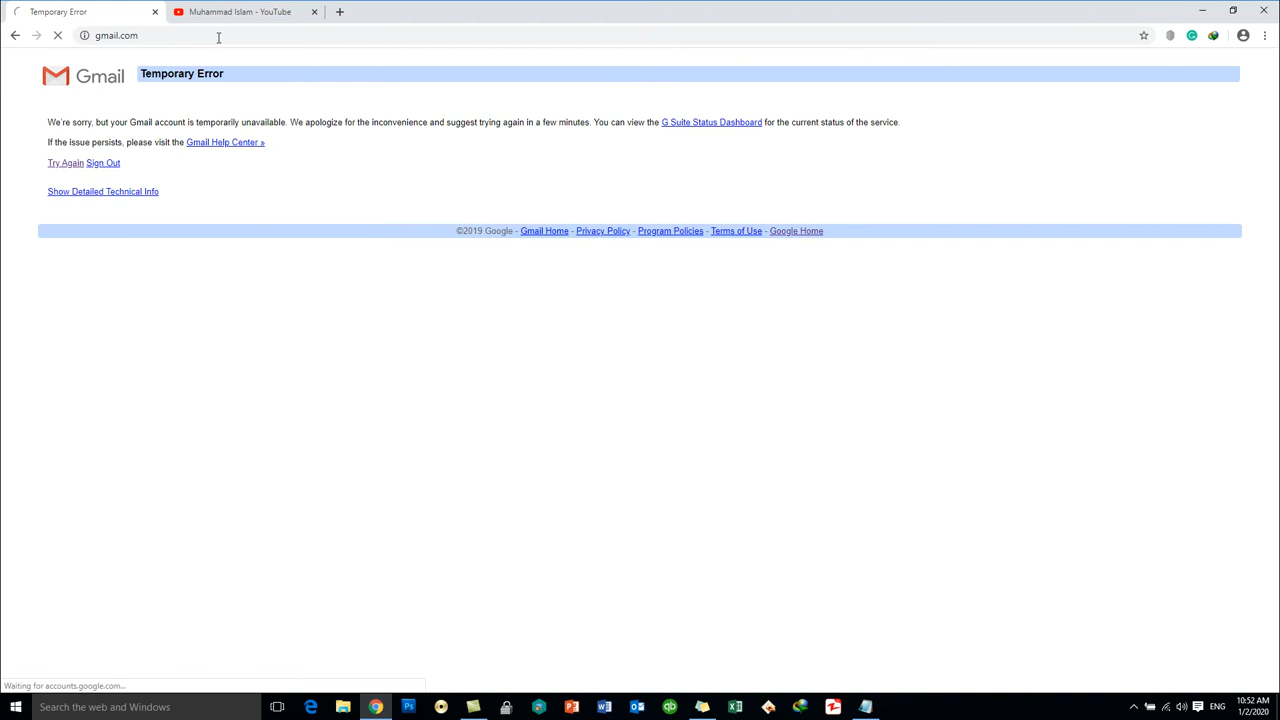 Temporary Error
Muhammad Islam - YouTube
gmail.com
Gmail
Temporary Error
We're sorry, but your Gmail account is temporarily unavailable. We apologize for the inconvenience and suggest trying again in a few minutes. You can view the G Suite Status Dashboard for the current status of the service.
If the issue persists, please visit the Gmail Help Center »
Try Again Sign Out
Show Detailed Technical Info
©2019 Google - Gmail Home - Privacy Policy - Program Policies - Terms of Use - Google Home
Waiting for accounts.google.com...
Search the web and Windows
ENG
10:52 AM
1/2/2020